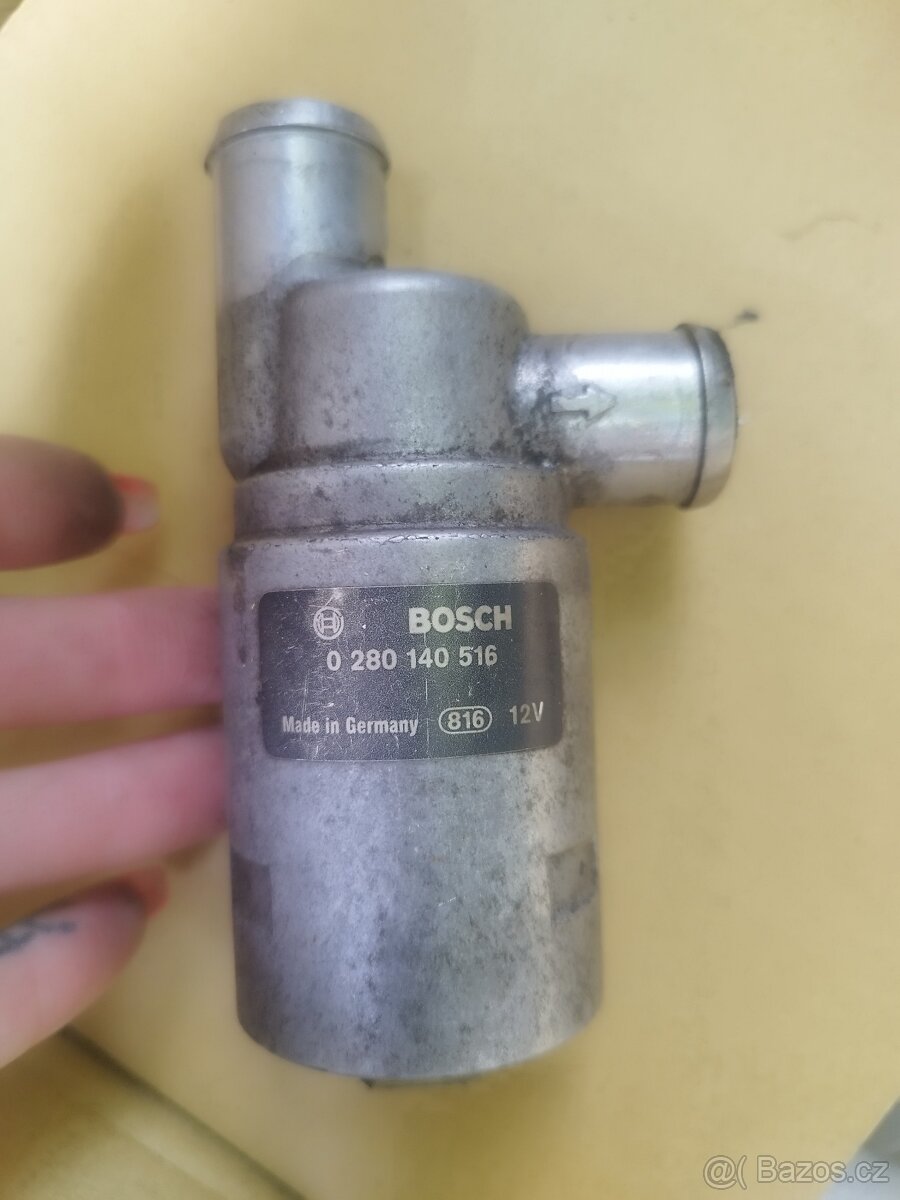 BOSCH
0 280 140 516
Made in Germany 816 12V
@( Bazos.cz